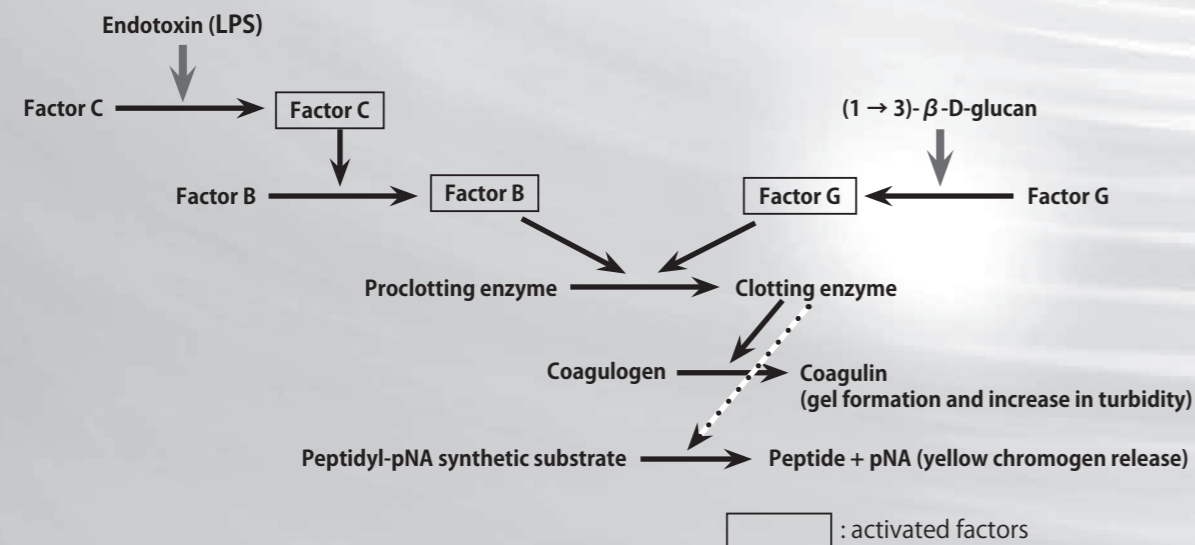 Endotoxin (LPS)
Factor C
Factor C
(1 → 3)- β -D-glucan
Factor B
Factor B
Factor G
Factor G
Proclotting enzyme
Clotting enzyme
Coagulogen
Coagulin
(gel formation and increase in turbidity)
Peptidyl-pNA synthetic substrate
Peptide + pNA (yellow chromogen release)
: activated factors